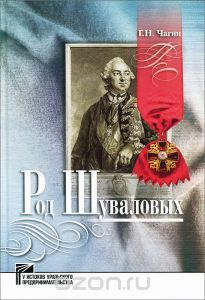 Г.Н. Чагин
Род Шуваловых
У ИСТОКОВ УРАЛЬСКОГО
ПРЕДПРИНИМАТЕЛЬСТВА
ozon.ru